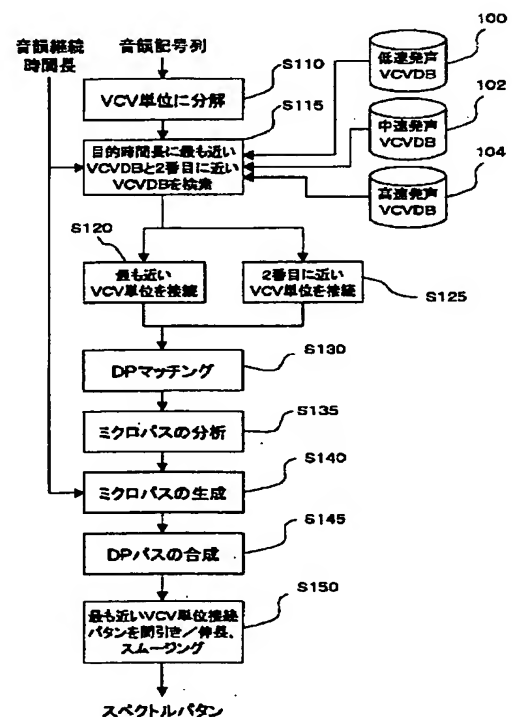 音韻継続
時間長
音韻記号列
100
低速発声
VCVDB
S110
VCV単位に分解
102
中速発声
VCVDB
S115
目的時間長に最も近い
VCVDBと2番目に近い
VCVDBを検索
104
高速発声
VCVDB
S120
最も近い
VCV単位を接続
2番目に近い
VCV単位を接続
S125
S130
DPマッチング
S135
ミクロパスの分析
S140
ミクロパスの生成
S145
DPパスの合成
S150
最も近いVCV単位接続
パタンを間引き/伸長、
スムージング
スペクトルパタン